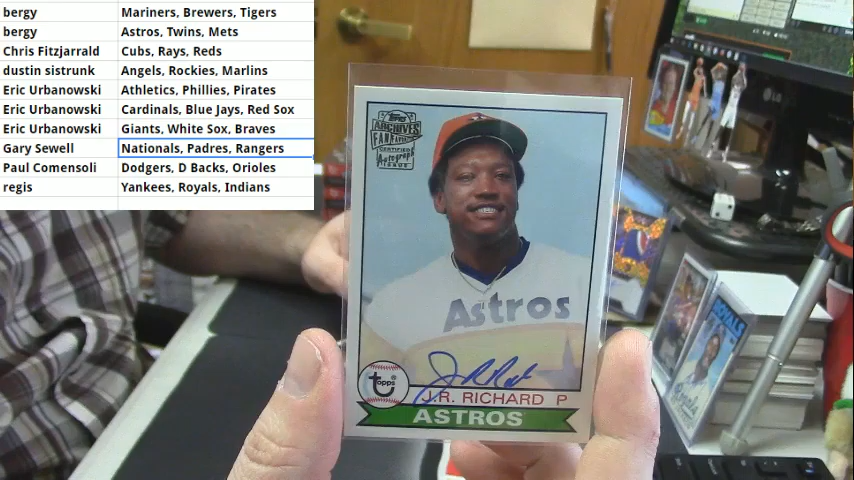 bergy Mariners, Brewers, Tigers
bergy Astros, Twins, Mets
Chris Fitzjarrald Cubs, Rays, Reds
dustin sistrunk Angels, Rockies, Marlins
Eric Urbanowski Athletics, Phillies, Pirates
Eric Urbanowski Cardinals, Blue Jays, Red Sox
Eric Urbanowski Giants, White Sox, Braves
Gary Sewell Nationals, Padres, Rangers
Paul Comensoli Dodgers, D Backs, Orioles
regis Yankees, Royals, Indians
Topps
ARCHIVES
FAN FAVORITES
CERTIFIED
Autograph
ISSUE
Astros
topps
J.R. RICHARD P
ASTROS
LG
ROYALS